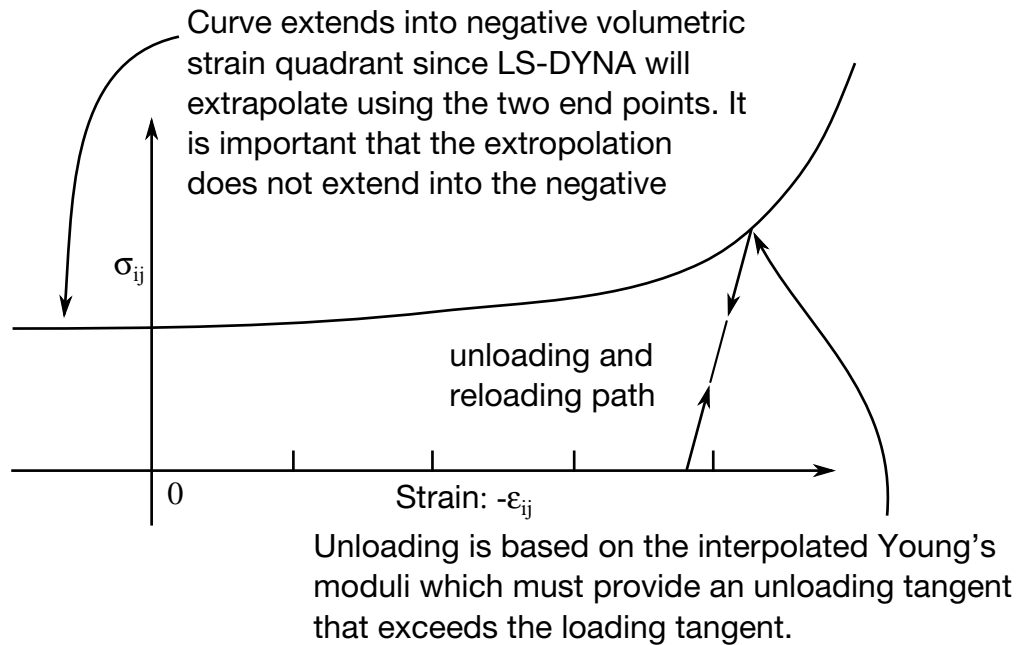 Curve extends into negative volumetric
strain quadrant since LS-DYNA will
extrapolate using the two end points. It
is important that the extropolation
does not extend into the negative
σij
unloading and
reloading path
0
Strain: -εij
Unloading is based on the interpolated Young's
moduli which must provide an unloading tangent
that exceeds the loading tangent.